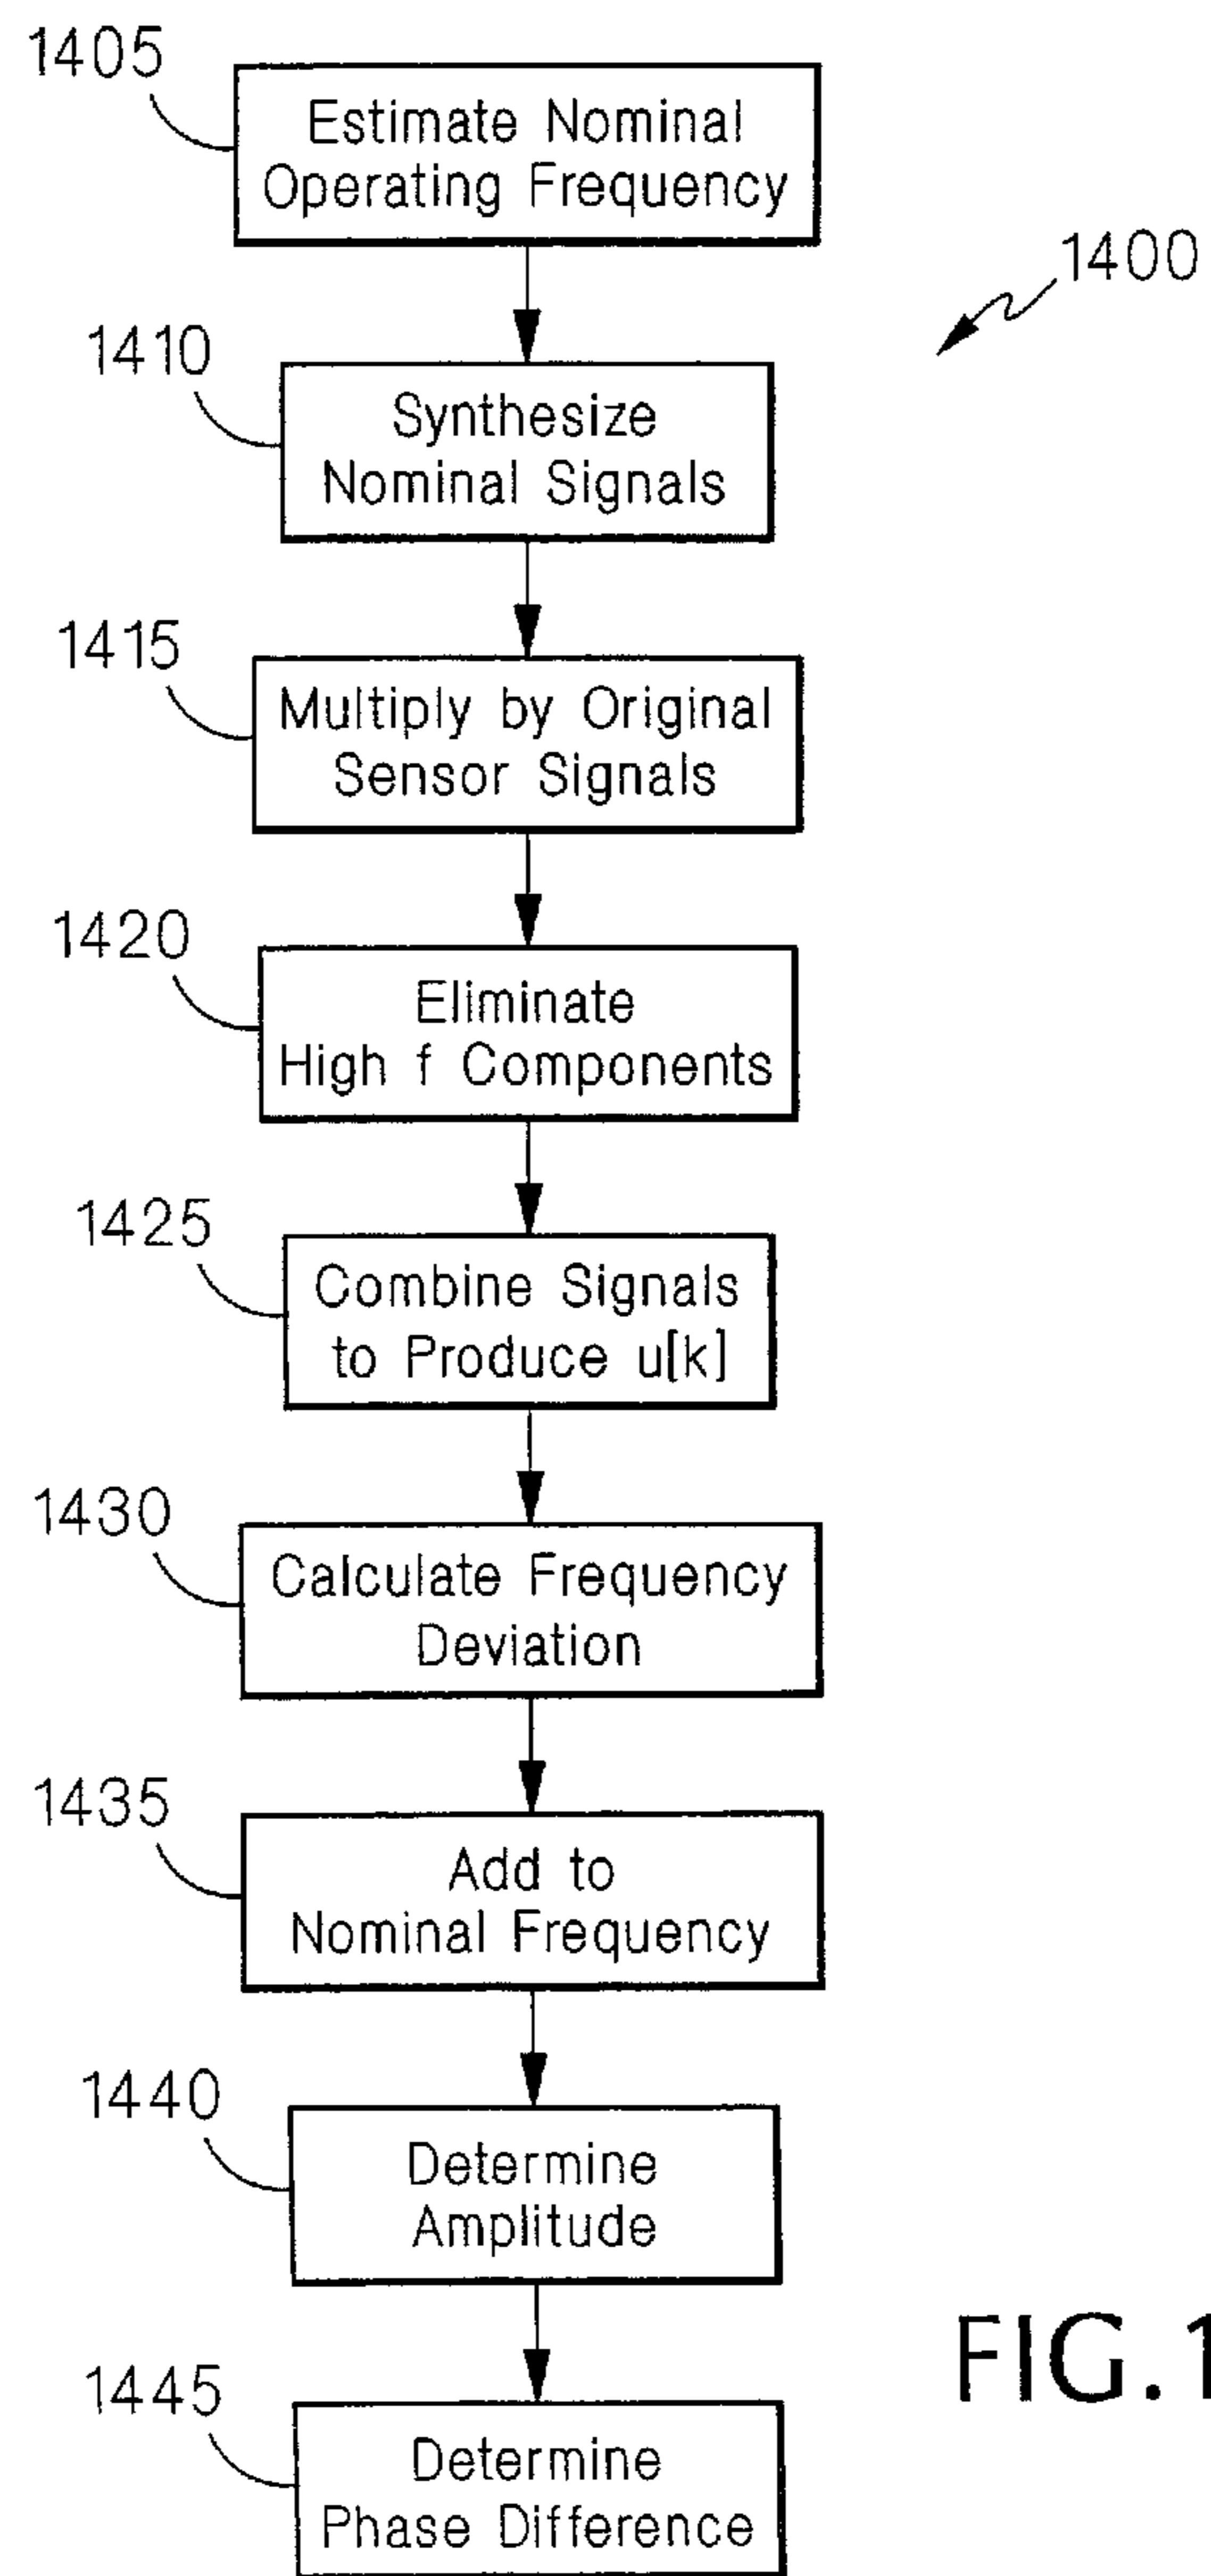 1405
Estimate Nominal
Operating Frequency
1400
1410
Synthesize
Nominal Signals
1415
Multiply by Original
Sensor Signals
1420
Eliminate
High f Components
1425
Combine Signals
to Produce u[k]
1430
Calculate Frequency
Deviation
1435
Add to
Nominal Frequency
1440
Determine
Amplitude
1445
Determine
Phase Difference
FIG. 1